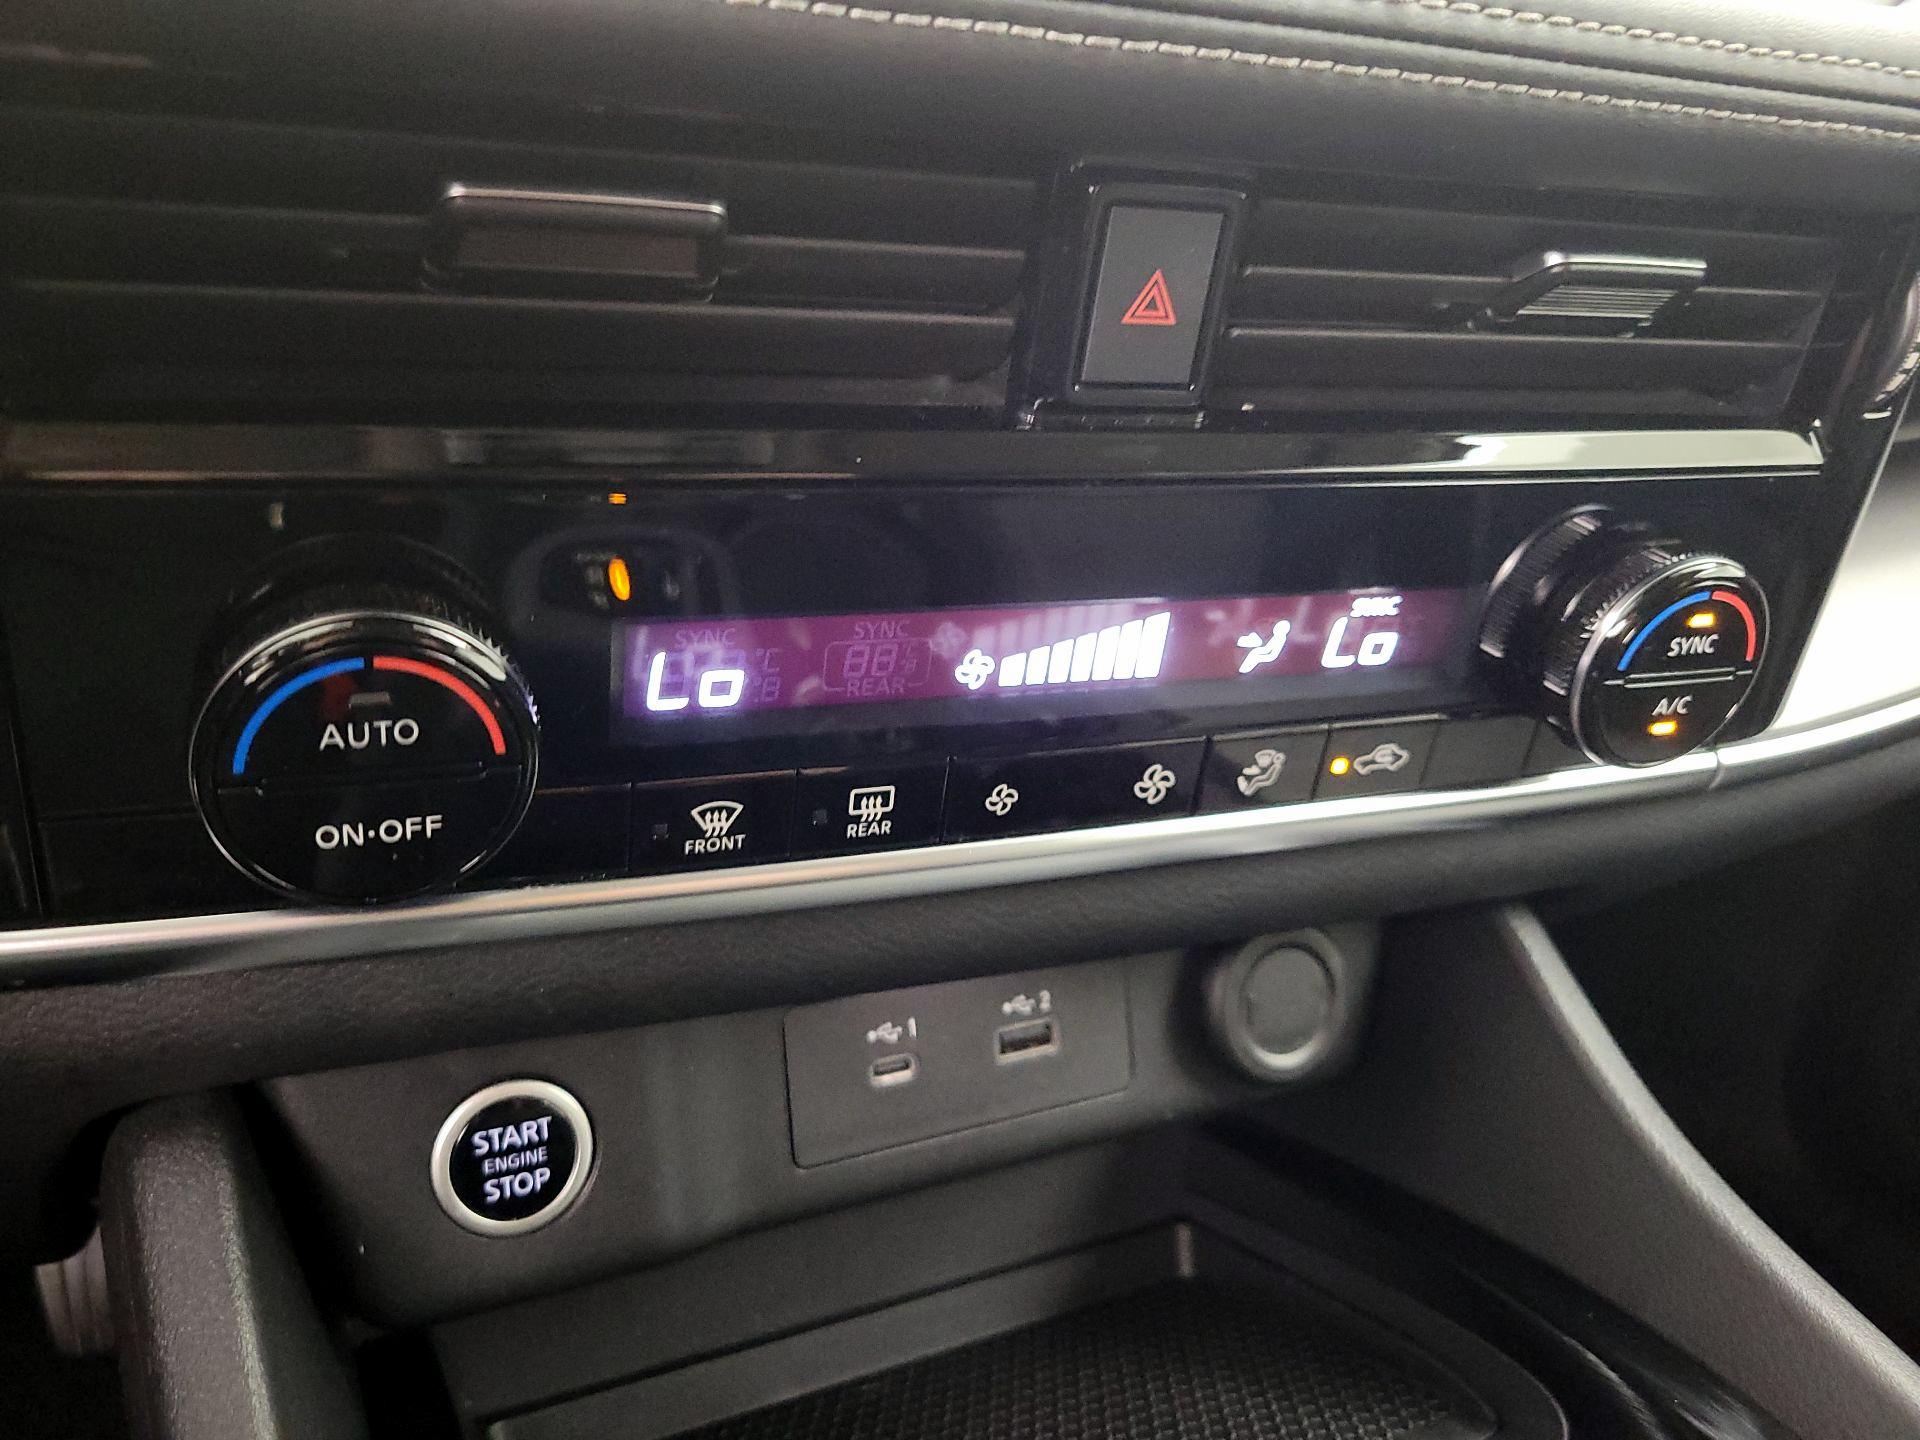 SYNC
Lo
SYNC
88
REAR
SYNC
Lo
AUTO
ON·OFF
SYNC
A/C
FRONT
REAR
1
2
START
ENGINE
STOP